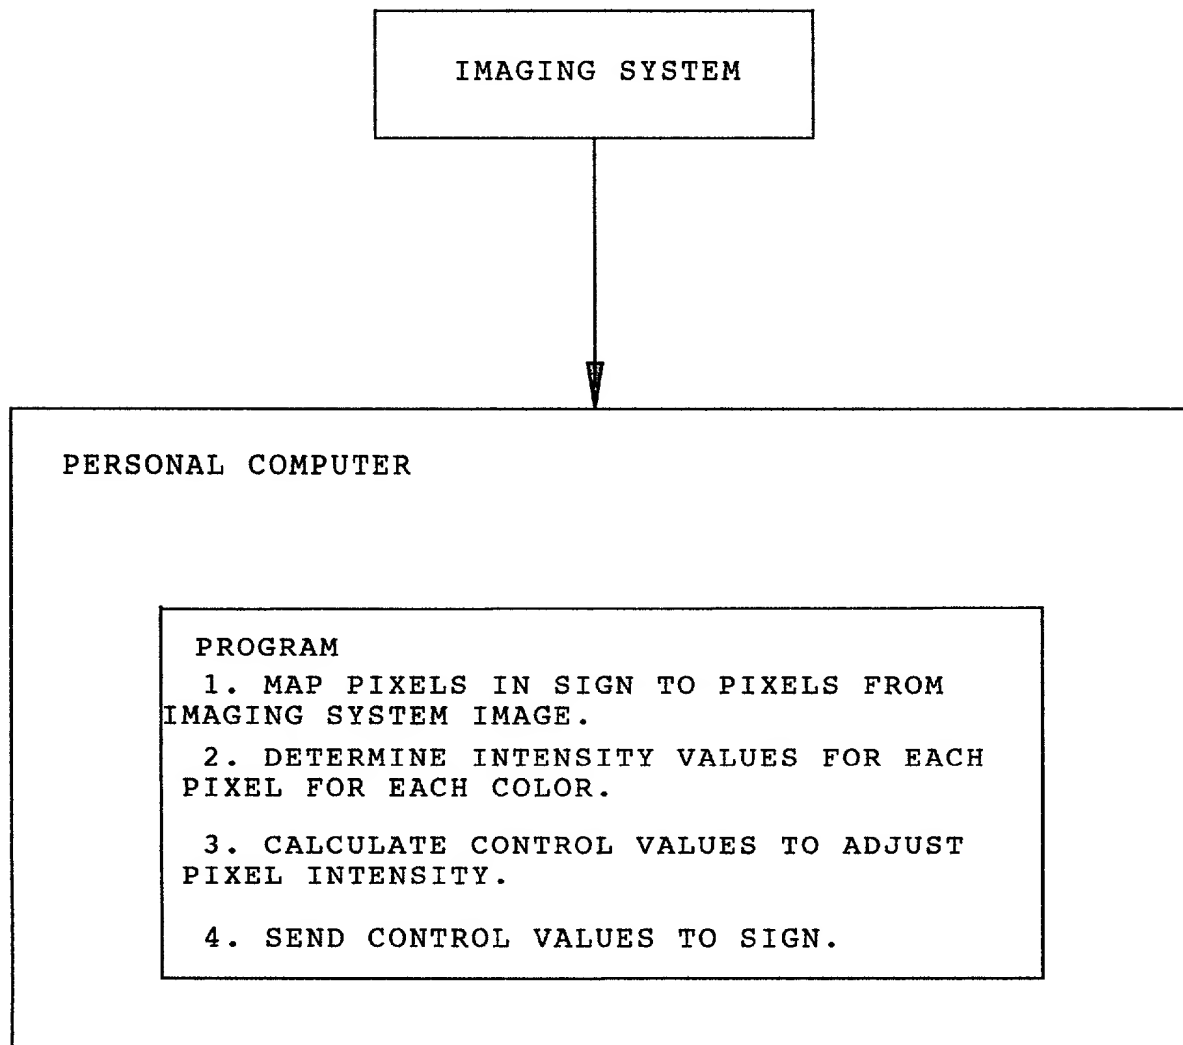 IMAGING SYSTEM
PERSONAL COMPUTER
PROGRAM
1. MAP PIXELS IN SIGN TO PIXELS FROM
IMAGING SYSTEM IMAGE.
2. DETERMINE INTENSITY VALUES FOR EACH
PIXEL FOR EACH COLOR.
3. CALCULATE CONTROL VALUES TO ADJUST
PIXEL INTENSITY.
4. SEND CONTROL VALUES TO SIGN.